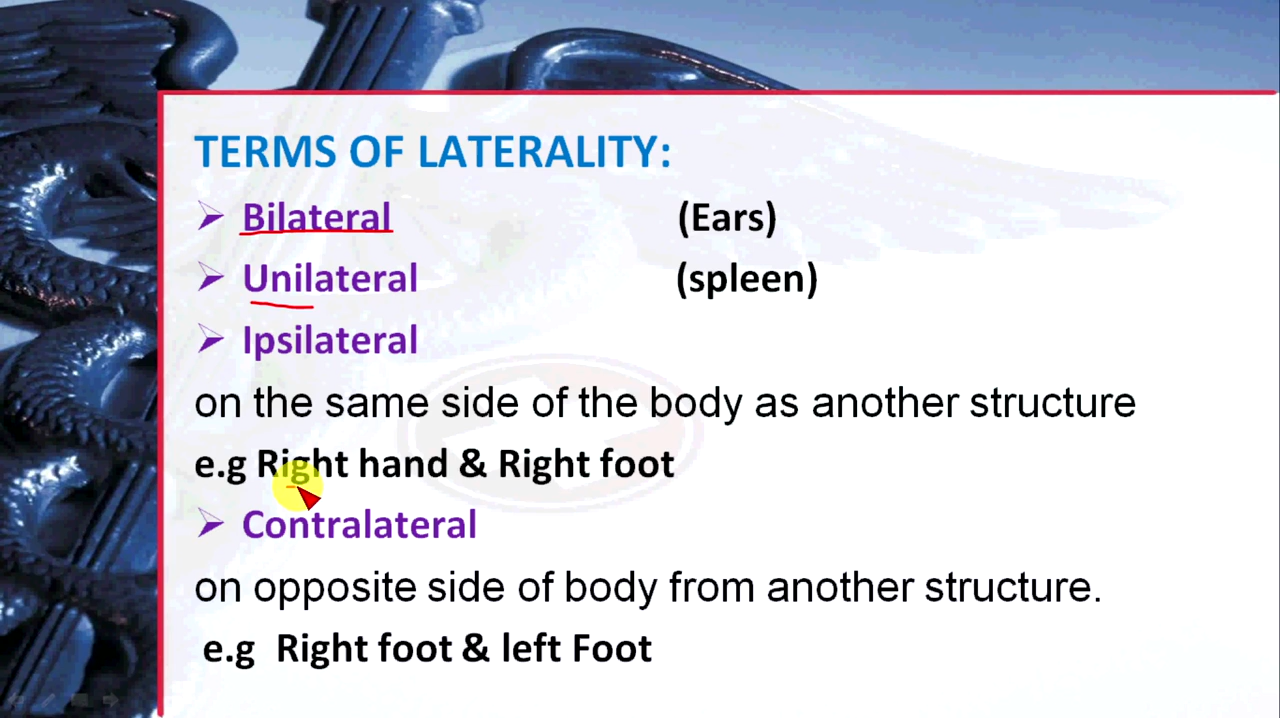 TERMS OF LATERALITY:
➢ Bilateral (Ears)
➢ Unilateral (spleen)
➢ Ipsilateral
on the same side of the body as another structure
e.g Right hand & Right foot
➢ Contralateral
on opposite side of body from another structure.
e.g Right foot & left Foot